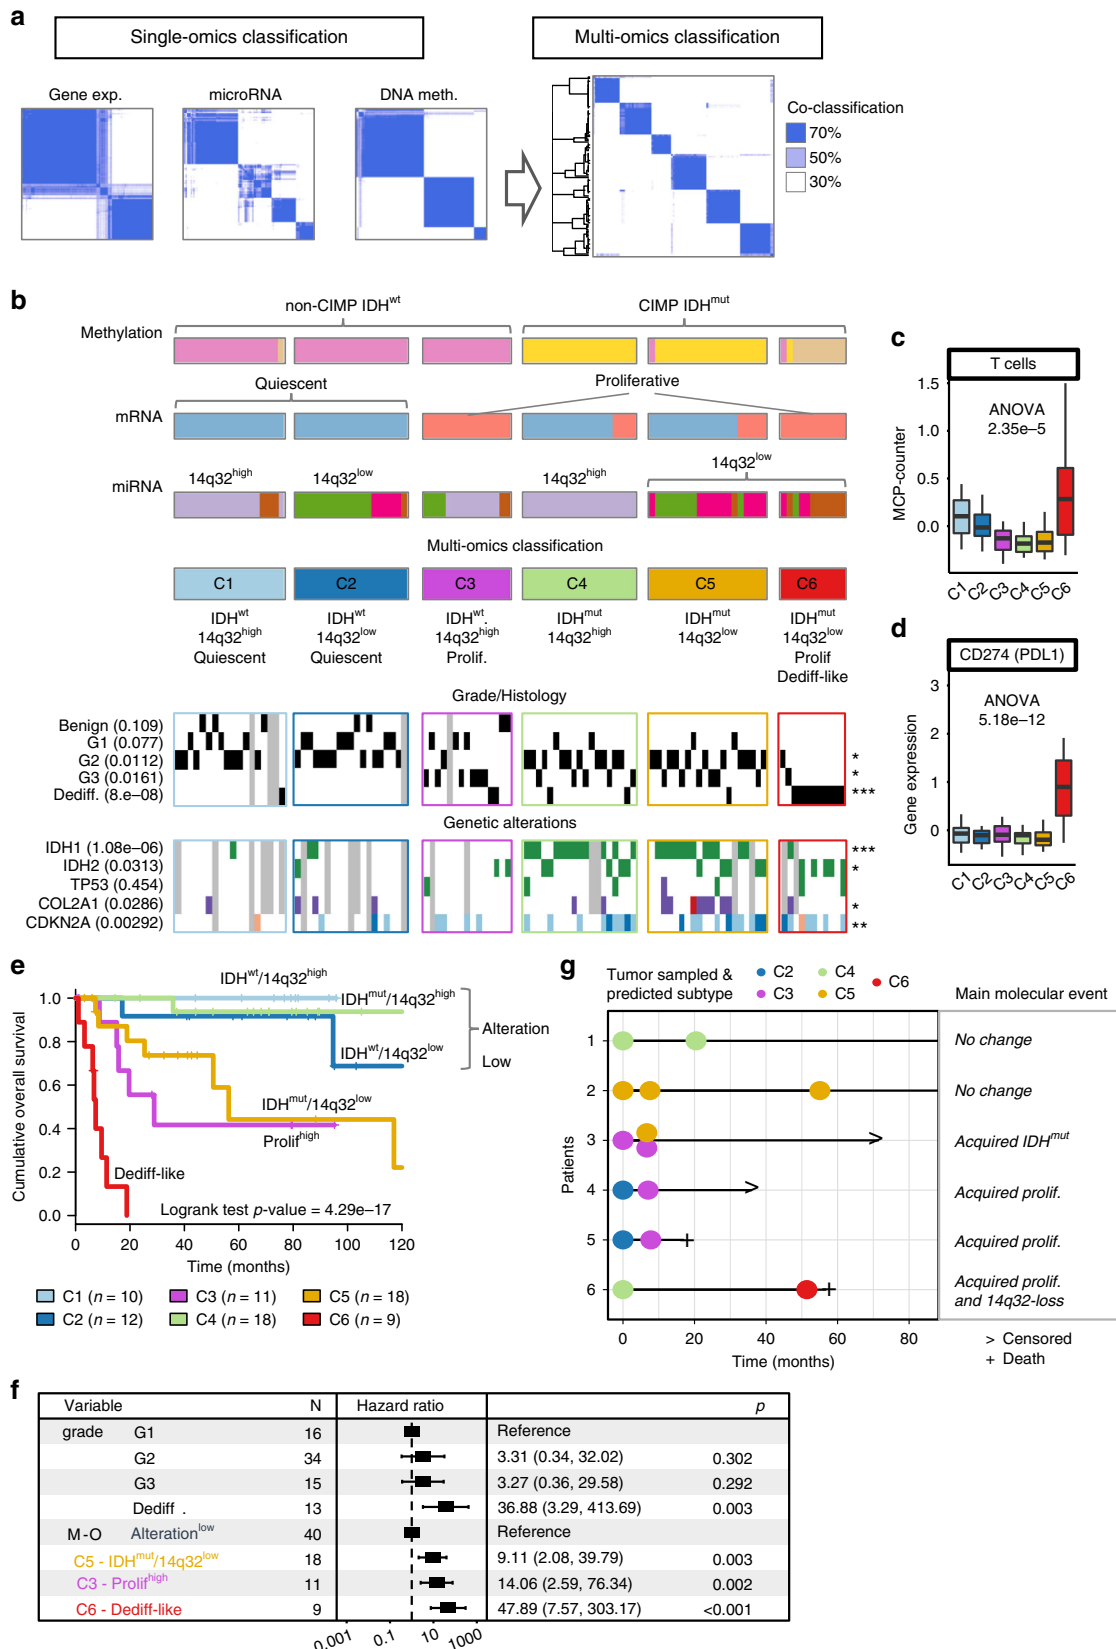 a
Single-omics classification
Multi-omics classification
Gene exp.
microRNA
DNA meth.
Co-classification
70%
50%
30%
b
non-CIMP IDHwt
CIMP IDHmut
Methylation
Quiescent
Proliferative
mRNA
14q32high
14q32low
14q32high
14q32low
miRNA
Multi-omics classification
C1 C2 C3 C4 C5 C6
IDHwt 14q32high Quiescent
IDHwt 14q32low Quiescent
IDHwt. 14q32high Prolif.
IDHmut 14q32high
IDHmut 14q32low
IDHmut 14q32low Prolif Dediff-like
Grade/Histology
Benign (0.109)
G1 (0.077)
G2 (0.0112) *
G3 (0.0161) *
Dediff. (8.e–08) ***
Genetic alterations
IDH1 (1.08e–06) ***
IDH2 (0.0313) *
TP53 (0.454)
COL2A1 (0.0286) *
CDKN2A (0.00292) **
c
T cells
ANOVA
2.35e–5
MCP-counter
1.5
1.0
0.5
0.0
C1 C2 C3 C4 C5 C6
d
CD274 (PDL1)
ANOVA
5.18e–12
Gene expression
3
2
1
0
C1 C2 C3 C4 C5 C6
e
IDHwt/14q32high
IDHmut/14q32high
IDHwt/14q32low
Alteration
Low
IDHmut/14q32low
Prolifhigh
Dediff-like
Logrank test p-value = 4.29e–17
Cumulative overall survival
1.0
0.8
0.6
0.4
0.2
0.0
0 20 40 60 80 100 120
Time (months)
C1 (n = 10) C3 (n = 11) C5 (n = 18)
C2 (n = 12) C4 (n = 18) C6 (n = 9)
g
Tumor sampled &
predicted subtype
C2 C4 C6
C3 C5
Main molecular event
Patients
1 No change
2 No change
3 > Acquired IDHmut
4 > Acquired prolif.
5 + Acquired prolif.
6 + Acquired prolif.
and 14q32-loss
0 20 40 60 80
Time (months)
> Censored
+ Death
f
Variable N Hazard ratio p
grade G1 16 Reference
G2 34 3.31 (0.34, 32.02) 0.302
G3 15 3.27 (0.36, 29.58) 0.292
Dediff . 13 36.88 (3.29, 413.69) 0.003
M-O Alterationlow 40 Reference
C5 - IDHmut/14q32low 18 9.11 (2.08, 39.79) 0.003
C3 - Prolifhigh 11 14.06 (2.59, 76.34) 0.002
C6 - Dediff-like 9 47.89 (7.57, 303.17) <0.001
0.001 0.1 10 1000